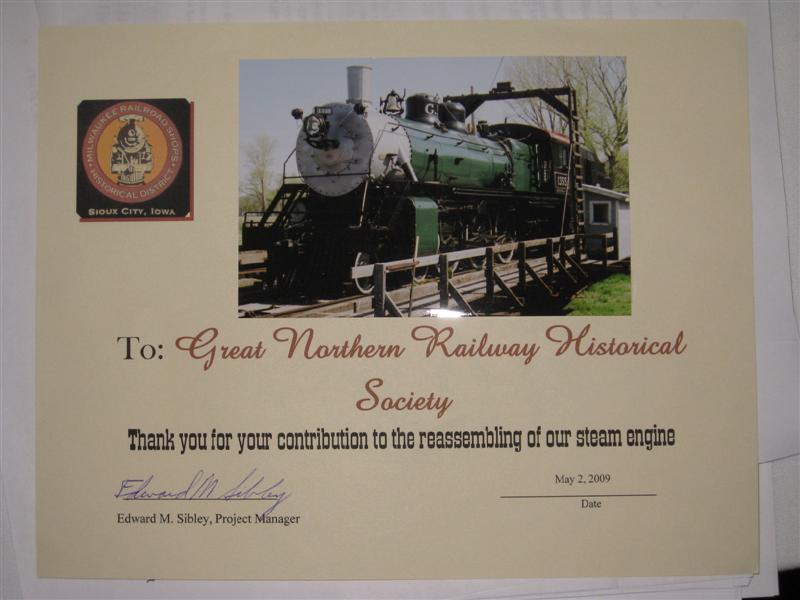 MILWAUKEE RAILROAD SHOPS
HISTORICAL DISTRICT
SIOUX CITY, IOWA
1355
To: Great Northern Railway Historical
Society
Thank you for your contribution to the reassembling of our steam engine
Edward M Sibley
May 2, 2009
Edward M. Sibley, Project Manager
Date